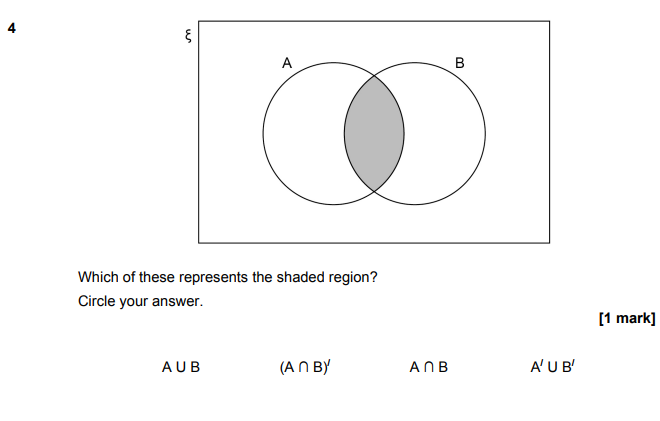 4
ξ
A
B
Which of these represents the shaded region?
Circle your answer.
[1 mark]
A ∪ B (A ∩ B)′ A ∩ B A′ ∪ B′